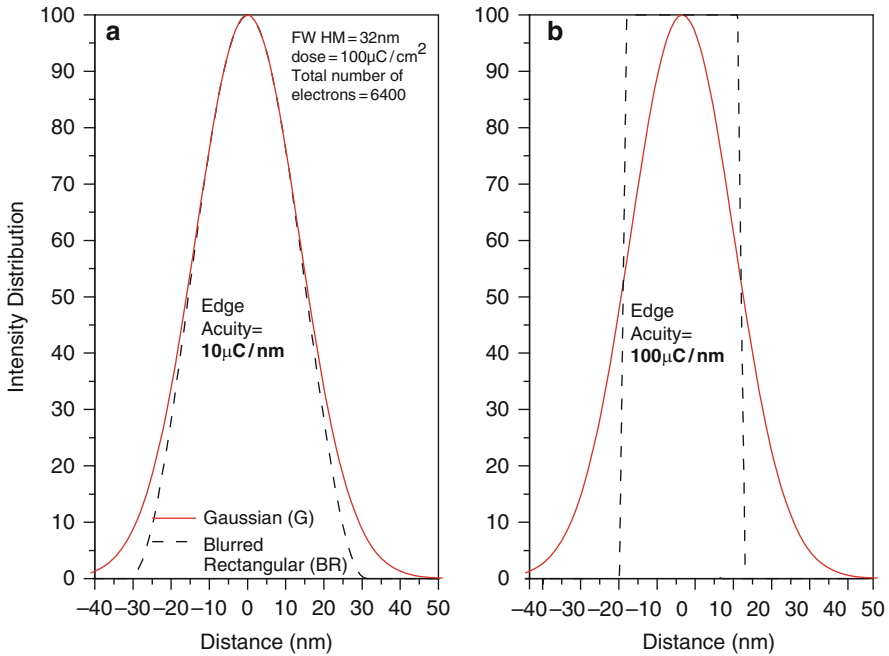 Intensity Distribution
a
FW HM = 32nm
dose = 100µC/cm²
Total number of
electrons = 6400
Edge
Acuity=
10µC/nm
Gaussian (G)
Blurred
Rectangular (BR)
100
90
80
70
60
50
40
30
20
10
0
−40 −30 −20 −10 0 10 20 30 40 50
Distance (nm)
b
Edge
Acuity=
100µC/nm
100
90
80
70
60
50
40
30
20
10
0
−40 −30 −20 −10 0 10 20 30 50 50
Distance (nm)